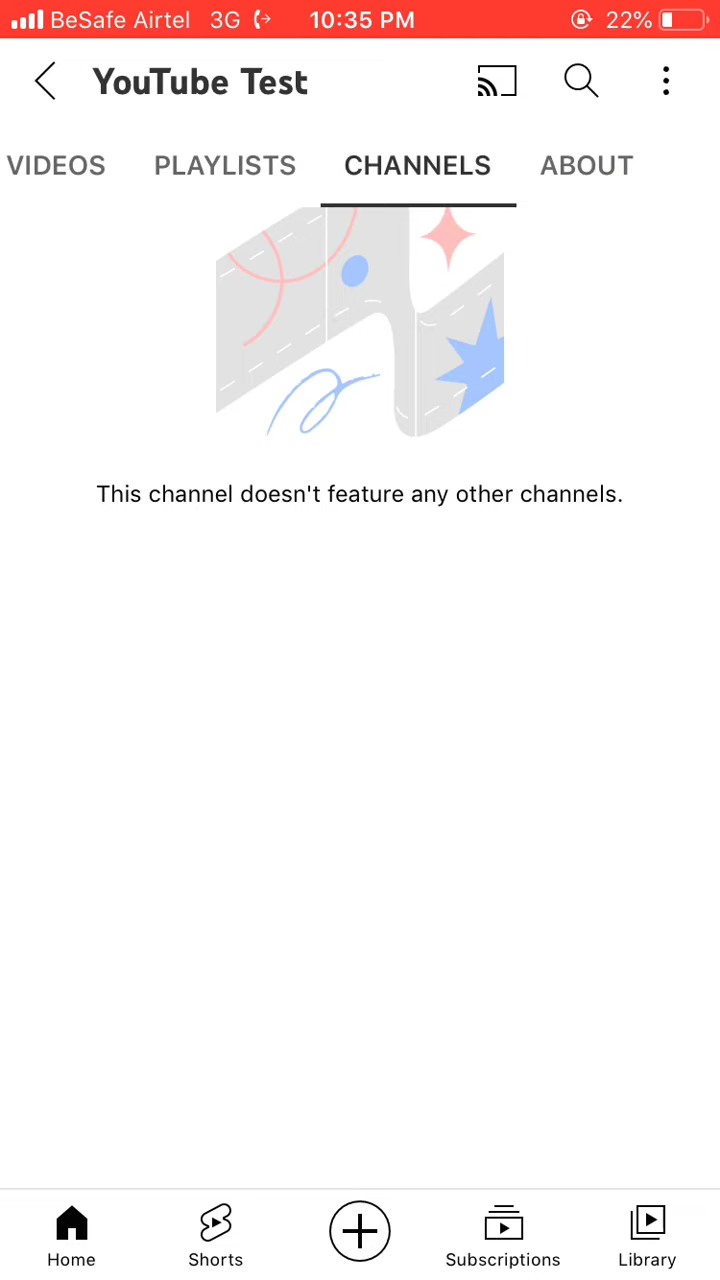 BeSafe Airtel 3G 10:35 PM 22%
YouTube Test
VIDEOS PLAYLISTS CHANNELS ABOUT
This channel doesn't feature any other channels.
Home Shorts Subscriptions Library